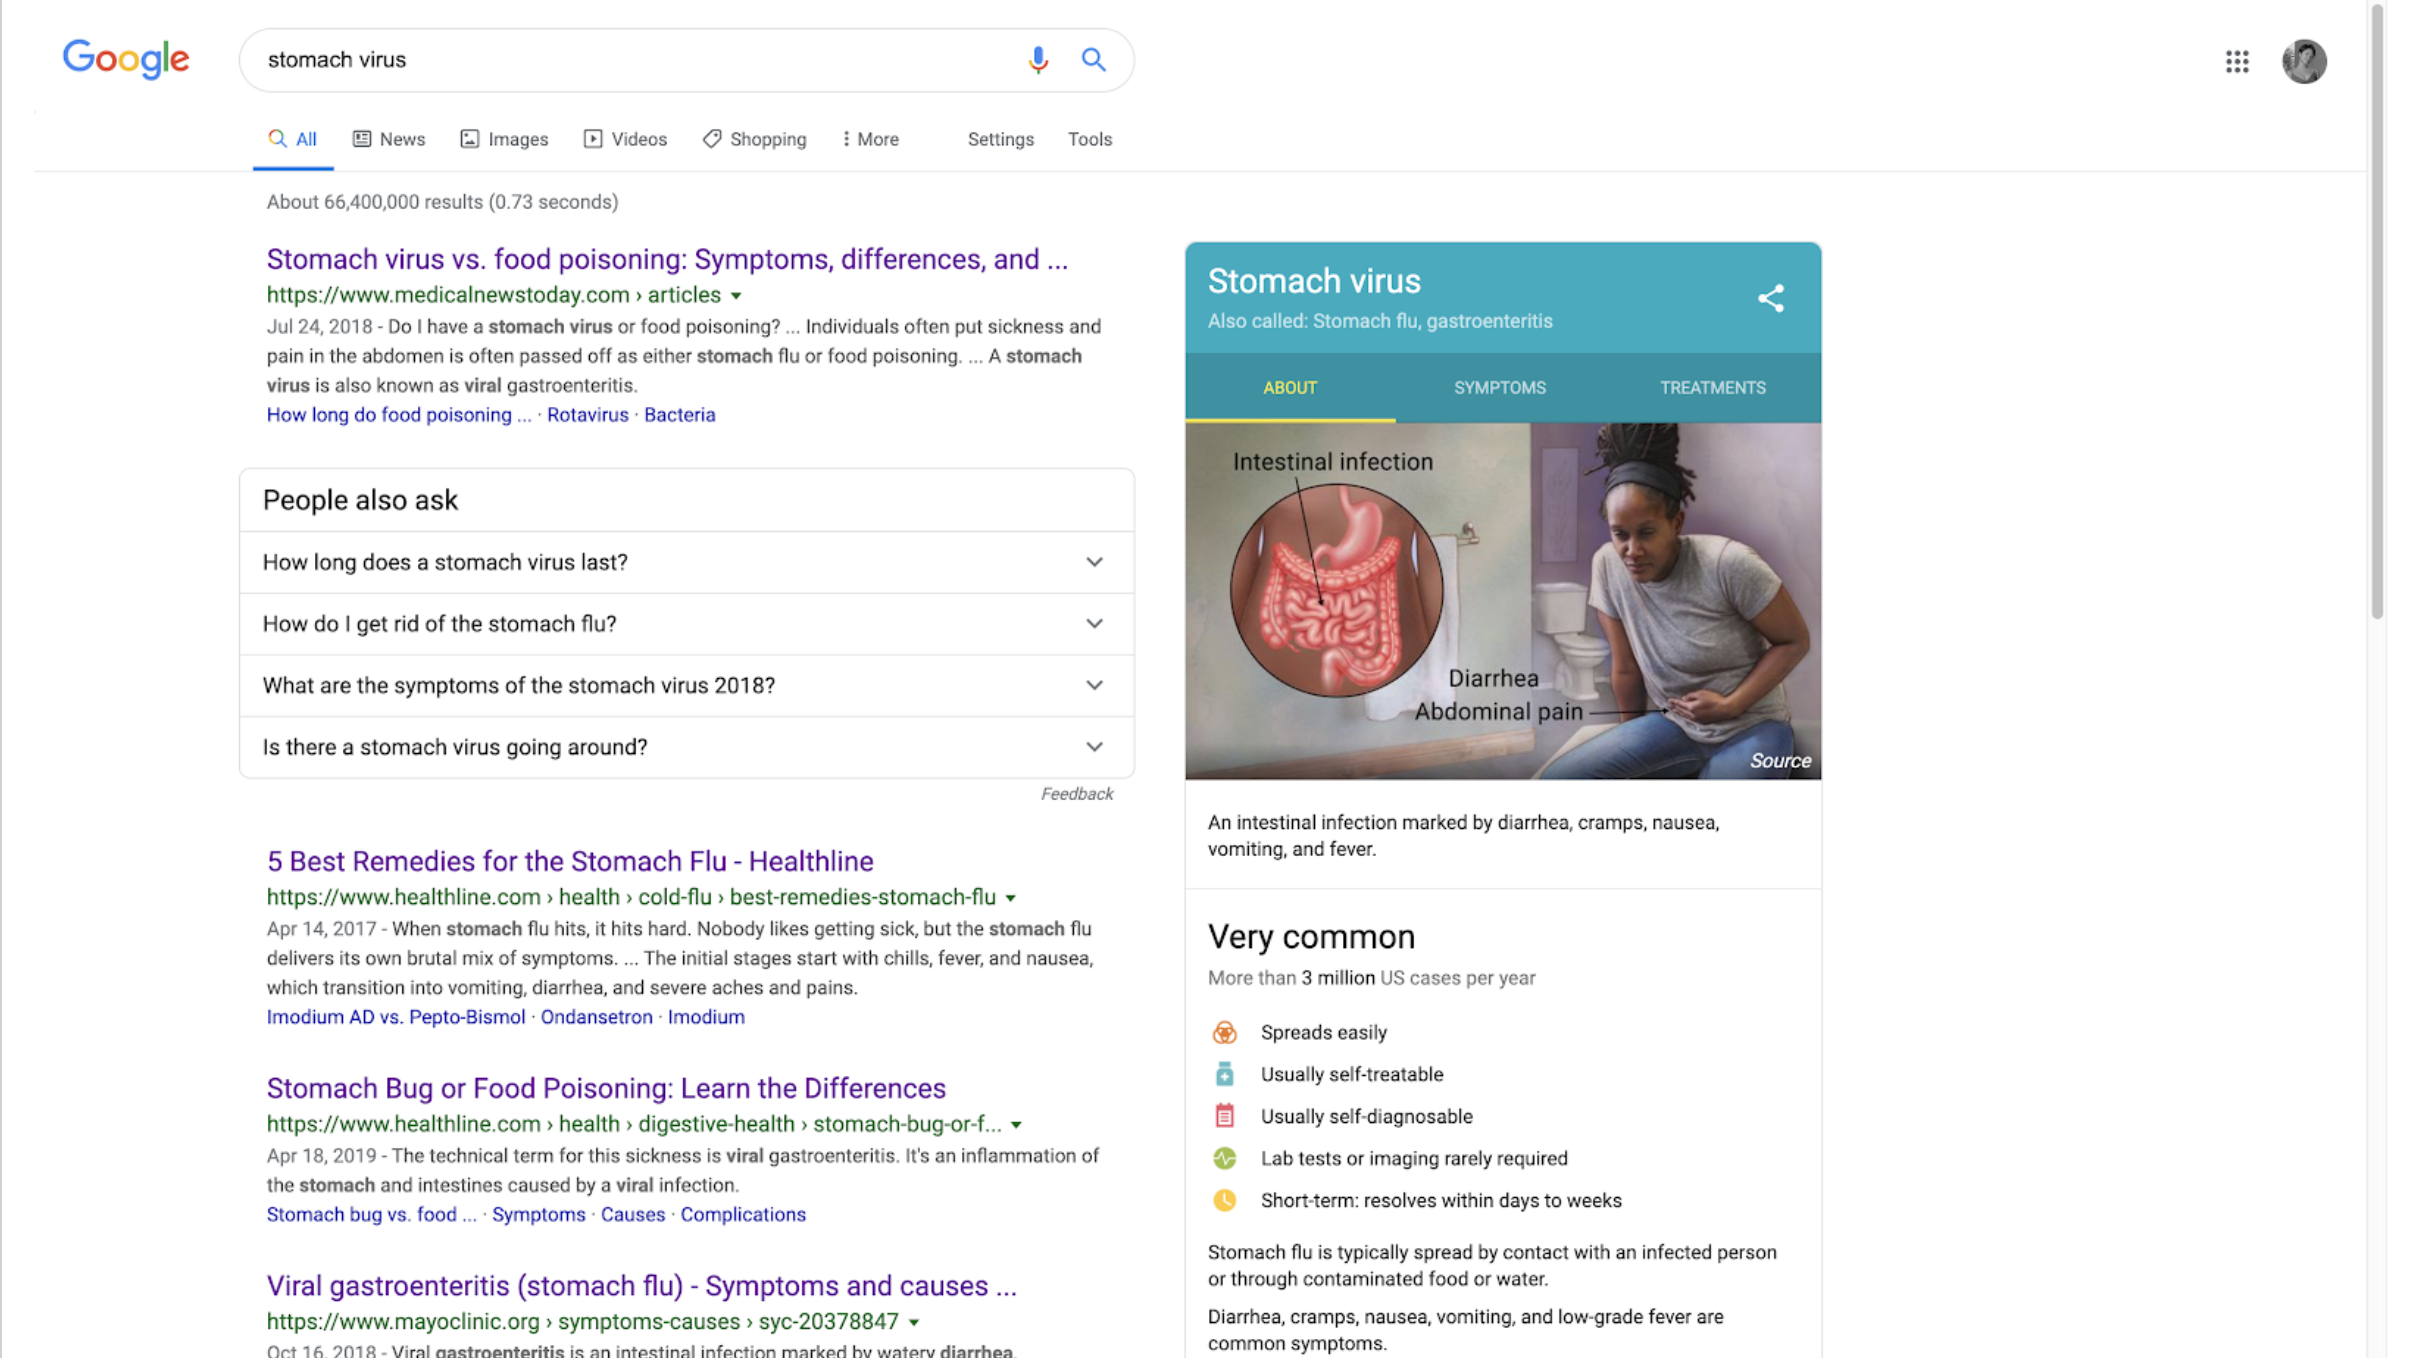 Google
stomach virus
All
News
Images
Videos
Shopping
More
Settings
Tools
About 66,400,000 results (0.73 seconds)
Stomach virus vs. food poisoning: Symptoms, differences, and ...
https://www.medicalnewstoday.com › articles
Jul 24, 2018 - Do I have a stomach virus or food poisoning? ... Individuals often put sickness and
pain in the abdomen is often passed off as either stomach flu or food poisoning. ... A stomach
virus is also known as viral gastroenteritis.
How long do food poisoning ... · Rotavirus · Bacteria
People also ask
How long does a stomach virus last?
How do I get rid of the stomach flu?
What are the symptoms of the stomach virus 2018?
Is there a stomach virus going around?
Feedback
5 Best Remedies for the Stomach Flu - Healthline
https://www.healthline.com › health › cold-flu › best-remedies-stomach-flu
Apr 14, 2017 - When stomach flu hits, it hits hard. Nobody likes getting sick, but the stomach flu
delivers its own brutal mix of symptoms. ... The initial stages start with chills, fever, and nausea,
which transition into vomiting, diarrhea, and severe aches and pains.
Imodium AD vs. Pepto-Bismol · Ondansetron · Imodium
Stomach Bug or Food Poisoning: Learn the Differences
https://www.healthline.com › health › digestive-health › stomach-bug-or-f...
Apr 18, 2019 - The technical term for this sickness is viral gastroenteritis. It's an inflammation of
the stomach and intestines caused by a viral infection.
Stomach bug vs. food ... · Symptoms · Causes · Complications
Viral gastroenteritis (stomach flu) - Symptoms and causes ...
https://www.mayoclinic.org › symptoms-causes › syc-20378847
Oct 16, 2018 - Viral gastroenteritis is an intestinal infection marked by watery diarrhea,
Stomach virus
Also called: Stomach flu, gastroenteritis
ABOUT
SYMPTOMS
TREATMENTS
Intestinal infection
Diarrhea
Abdominal pain
Source
An intestinal infection marked by diarrhea, cramps, nausea,
vomiting, and fever.
Very common
More than 3 million US cases per year
Spreads easily
Usually self-treatable
Usually self-diagnosable
Lab tests or imaging rarely required
Short-term: resolves within days to weeks
Stomach flu is typically spread by contact with an infected person
or through contaminated food or water.
Diarrhea, cramps, nausea, vomiting, and low-grade fever are
common symptoms.